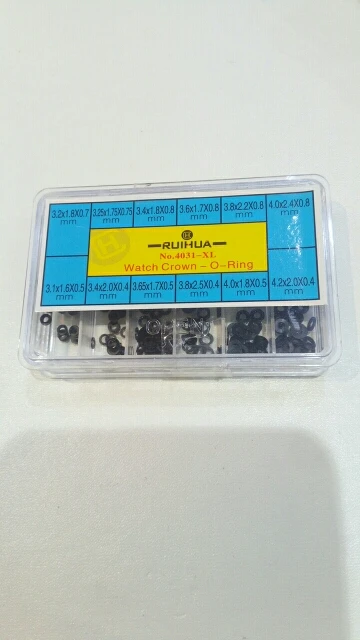 3.2x1.8X0.7 mm
3.25x1.75X0.75 mm
3.4x1.8X0.8 mm
3.6x1.7X0.8 mm
3.8x2.2X0.8 mm
4.0x2.4X0.8 mm
RUIHUA
No.4031-XL
Watch Crown - O-Ring
3.1x1.6X0.5 mm
3.4x2.0X0.4 mm
3.65x1.7X0.5 mm
3.8x2.5X0.4 mm
4.0x1.8X0.5 mm
4.2x2.0X0.4 mm